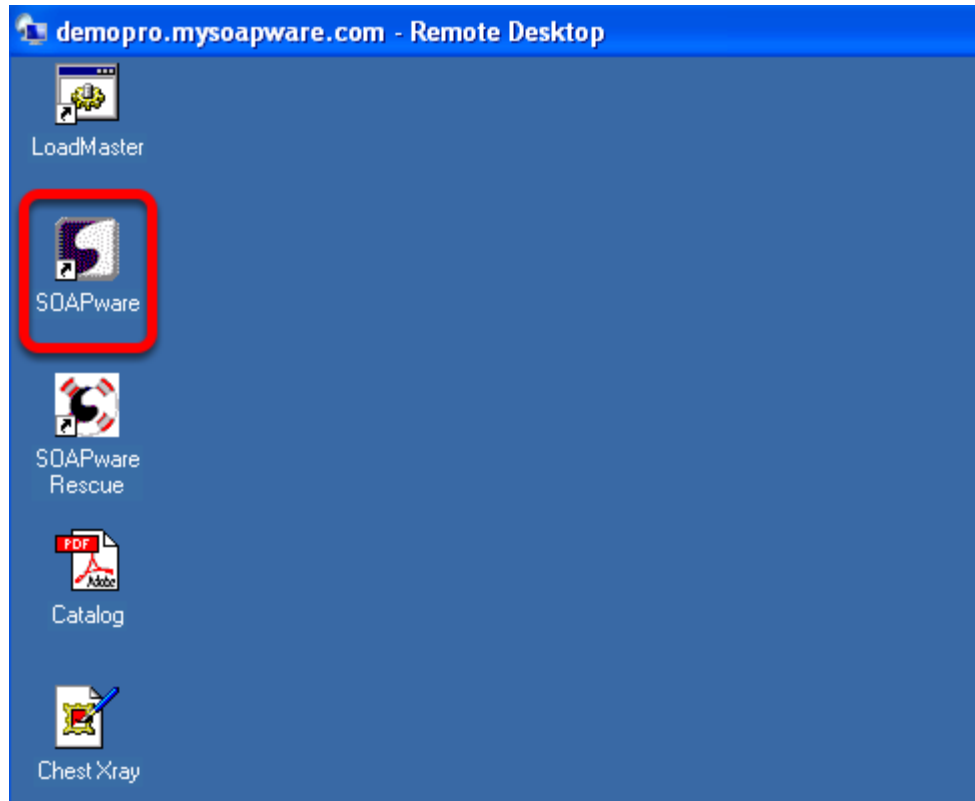 demopro.mysoapware.com - Remote Desktop
LoadMaster
SOAPware
SOAPware
Rescue
PDF
Adobe
Catalog
Chest Xray